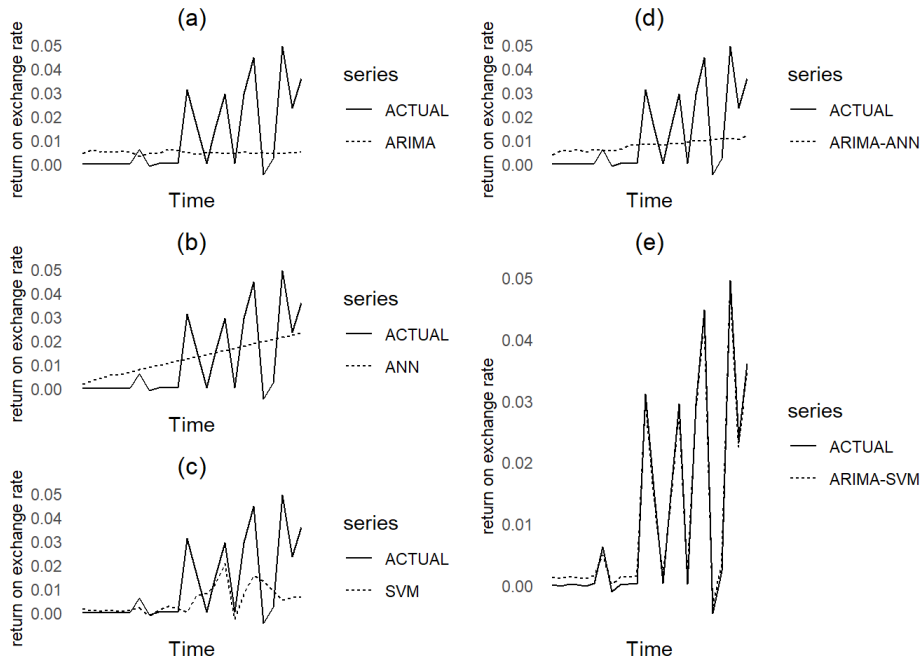 (a)
return on exchange rate
0.05
0.04
0.03
0.02
0.01
0.00
Time
series
ACTUAL
ARIMA
(b)
return on exchange rate
0.05
0.04
0.03
0.02
0.01
0.00
Time
series
ACTUAL
ANN
(c)
return on exchange rate
0.05
0.04
0.03
0.02
0.01
0.00
Time
series
ACTUAL
SVM
(d)
return on exchange rate
0.05
0.04
0.03
0.02
0.01
0.00
Time
series
ACTUAL
ARIMA-ANN
(e)
return on exchange rate
0.05
0.04
0.03
0.02
0.01
0.00
Time
series
ACTUAL
ARIMA-SVM